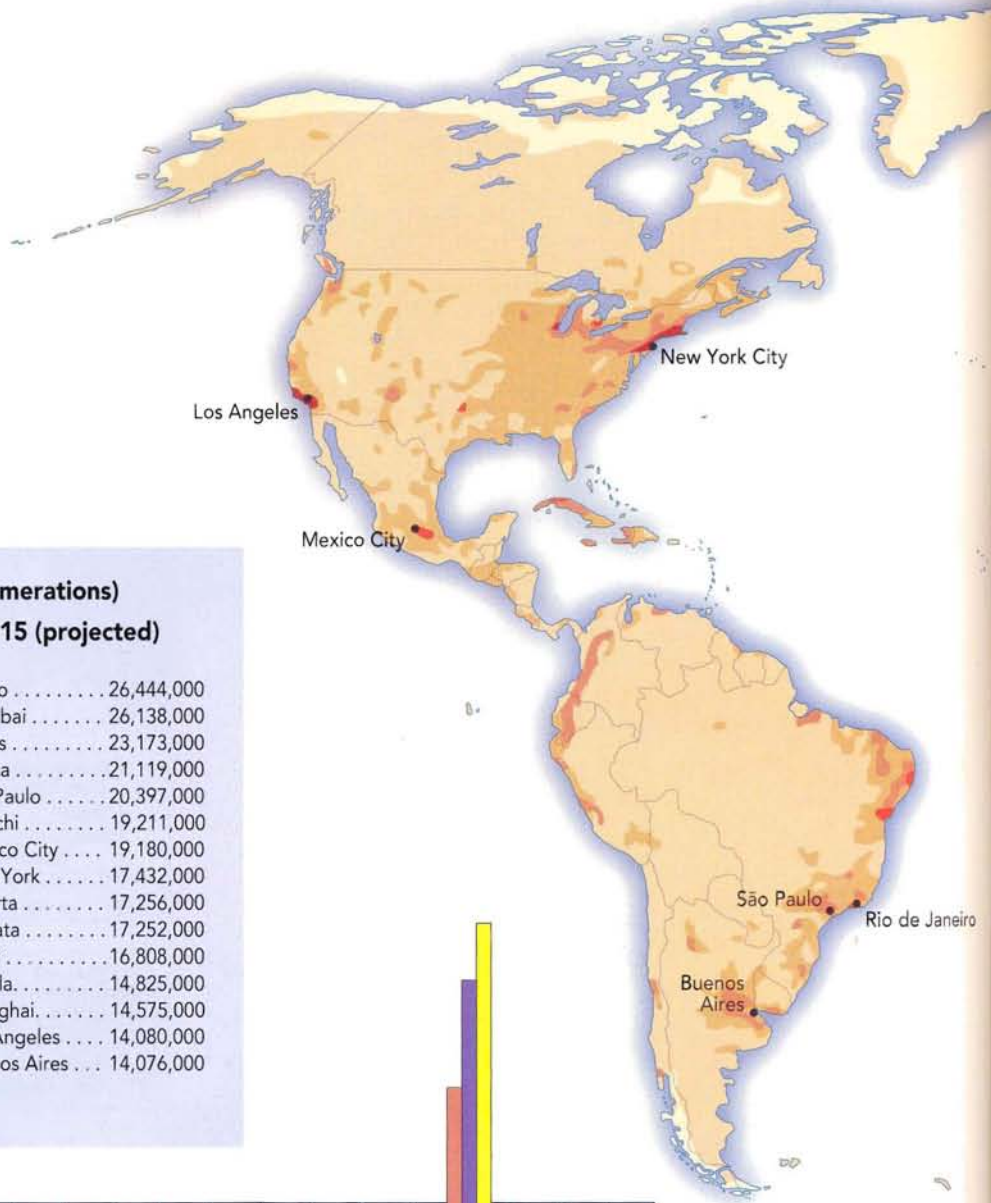 New York City
Los Angeles
Mexico City
merations)
15 (projected)
o . . . . . . . . . 26,444,000
bai . . . . . . . 26,138,000
s . . . . . . . . . 23,173,000
a . . . . . . . . . 21,119,000
Paulo . . . . . . 20,397,000
chi . . . . . . . . 19,211,000
co City . . . . 19,180,000
York . . . . . . 17,432,000
rta . . . . . . . . 17,256,000
ata . . . . . . . 17,252,000
. . . . . . . . . . 16,808,000
la. . . . . . . . . 14,825,000
ghai. . . . . . . 14,575,000
Angeles . . . . 14,080,000
os Aires . . . 14,076,000
São Paulo
Rio de Janeiro
Buenos
Aires